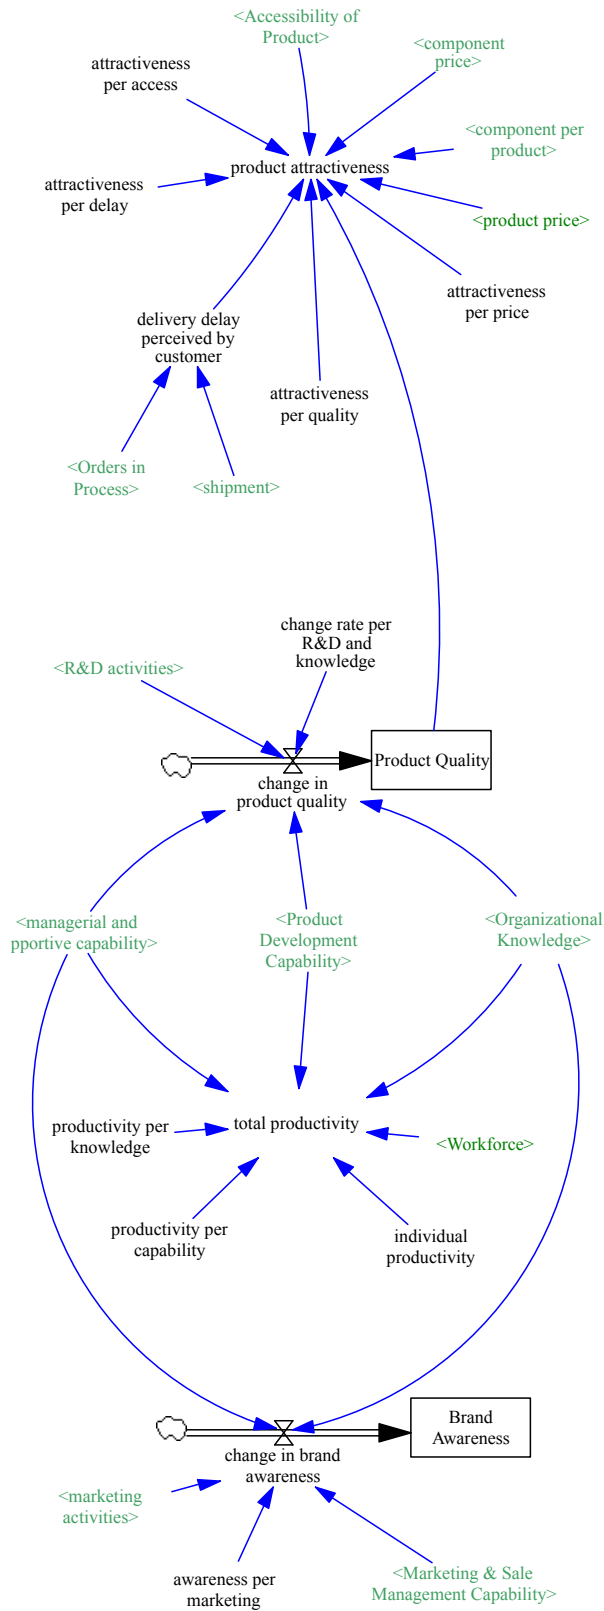 <Accessibility of
Product>
<component
price>
attractiveness
per access
<component per
product>
product attractiveness
attractiveness
per delay
<product price>
attractiveness
per price
delivery delay
perceived by
customer
attractiveness
per quality
<Orders in
Process>
<shipment>
change rate per
R&D and
knowledge
<R&D activities>
Product Quality
change in
product quality
<managerial and
pportive capability>
<Product
Development
Capability>
<Organizational
Knowledge>
productivity per
knowledge
total productivity
<Workforce>
productivity per
capability
individual
productivity
Brand
Awareness
change in brand
awareness
<marketing
activities>
awareness per
marketing
<Marketing & Sale
Management Capability>